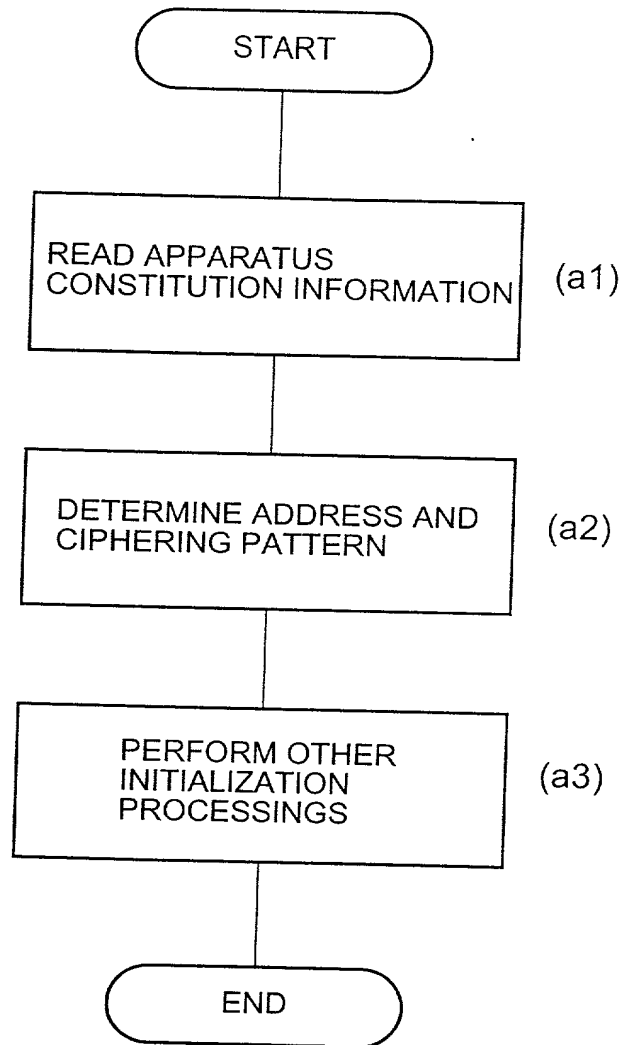 START
READ APPARATUS
CONSTITUTION INFORMATION
(a1)
DETERMINE ADDRESS AND
CIPHERING PATTERN
(a2)
PERFORM OTHER
INITIALIZATION
PROCESSINGS
(a3)
END